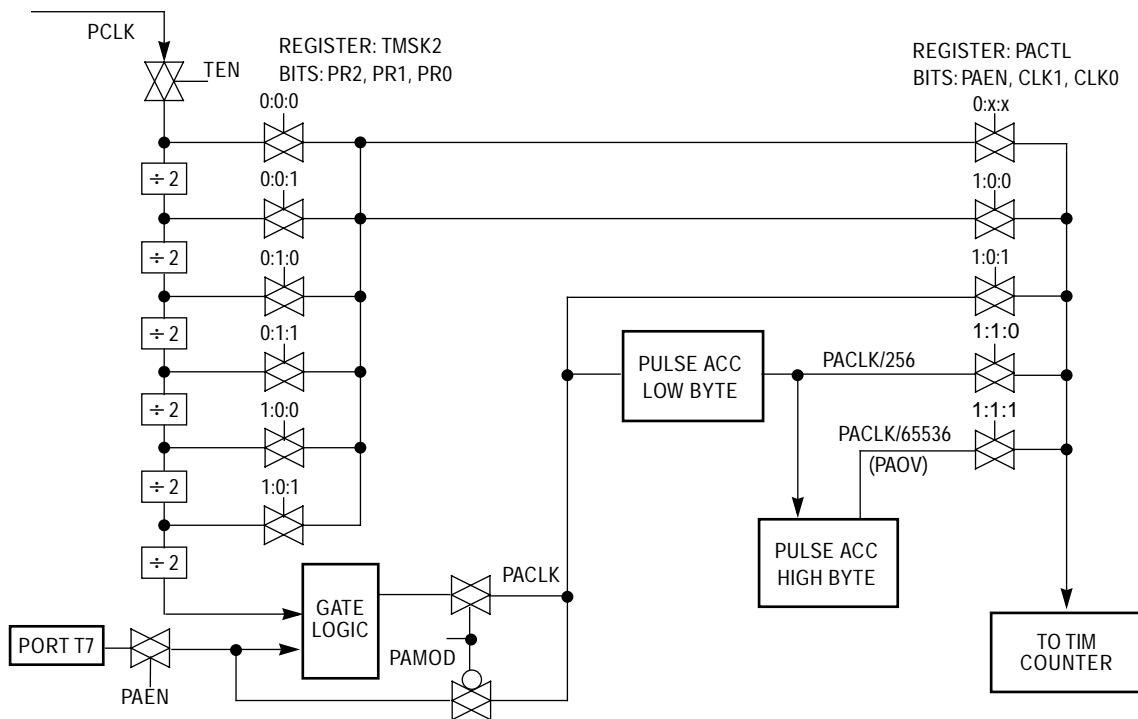 PCLK
TEN
REGISTER: TMSK2
BITS: PR2, PR1, PR0
REGISTER: PACTL
BITS: PAEN, CLK1, CLK0
0:0:0
0:x:x
÷ 2
0:0:1
1:0:0
÷ 2
0:1:0
1:0:1
÷ 2
0:1:1
1:1:0
PULSE ACC
LOW BYTE
PACLK/256
÷ 2
1:0:0
1:1:1
PACLK/65536
(PAOV)
÷ 2
1:0:1
÷ 2
PULSE ACC
HIGH BYTE
GATE
LOGIC
PACLK
PORT T7
PAEN
PAMOD
TO TIM
COUNTER